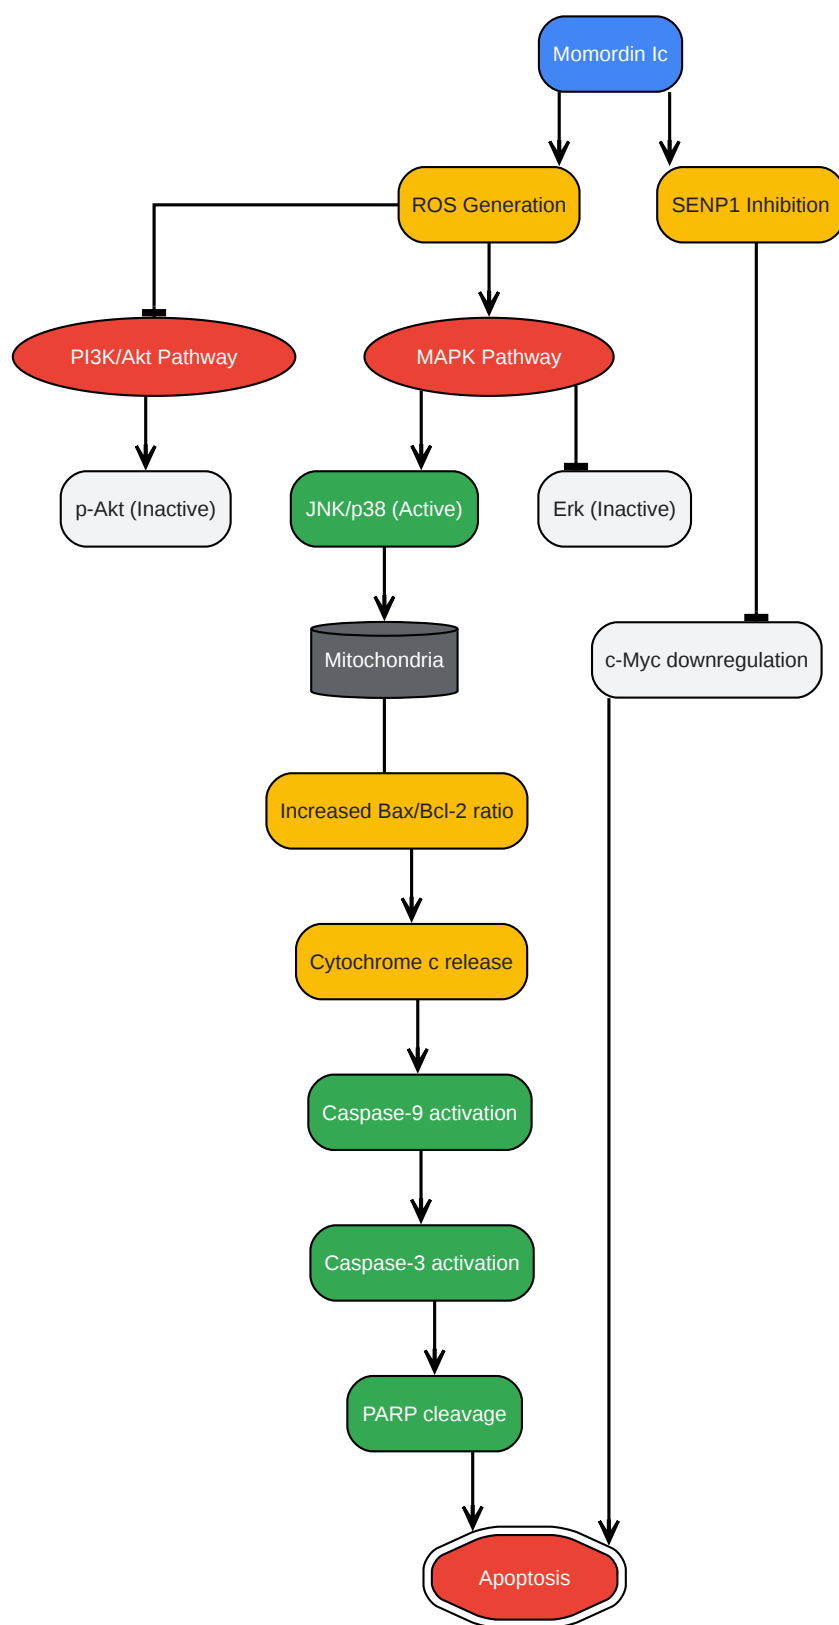 Momordin Ic
ROS Generation
SENP1 Inhibition
PI3K/Akt Pathway
MAPK Pathway
p-Akt (Inactive)
JNK/p38 (Active)
Erk (Inactive)
Mitochondria
c-Myc downregulation
Increased Bax/Bcl-2 ratio
Cytochrome c release
Caspase-9 activation
Caspase-3 activation
PARP cleavage
Apoptosis